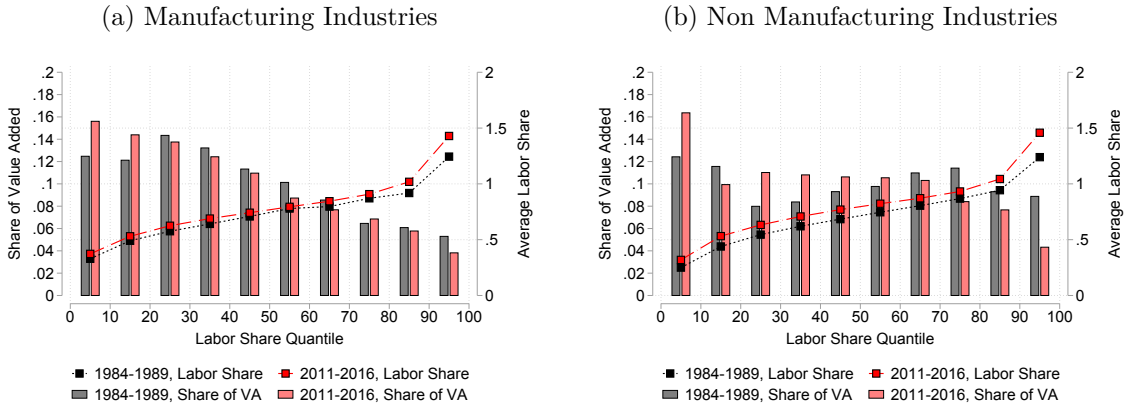 (a) Manufacturing Industries
.2
.18
.16
.14
.12
.1
.08
.06
.04
.02
0
Share of Value Added
2
1.5
1
.5
0
Average Labor Share
0 10 20 30 40 50 60 70 80 90 100
Labor Share Quantile
1984-1989, Labor Share 2011-2016, Labor Share
1984-1989, Share of VA 2011-2016, Share of VA
(b) Non Manufacturing Industries
.2
.18
.16
.14
.12
.1
.08
.06
.04
.02
0
Share of Value Added
2
1.5
1
.5
0
Average Labor Share
0 10 20 30 40 50 60 70 80 90 100
Labor Share Quantile
1984-1989, Labor Share 2011-2016, Labor Share
1984-1989, Share of VA 2011-2016, Share of VA